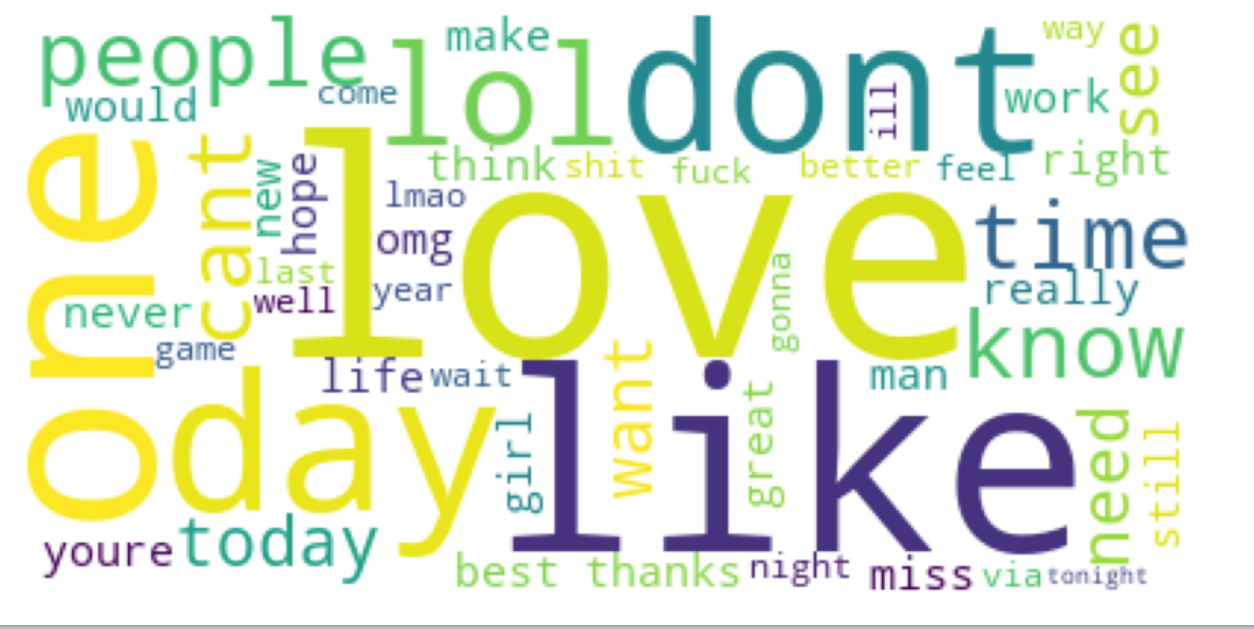 people
make
lol
dont
way
see
would
come
ill
work
one
cant
new
hope
think
shit
fuck
better
feel
right
love
lmao
omg
time
last
well
year
gonna
really
never
know
game
life
wait
want
man
day
like
girl
great
need
still
youre
today
best
thanks
night
miss
via
tonight